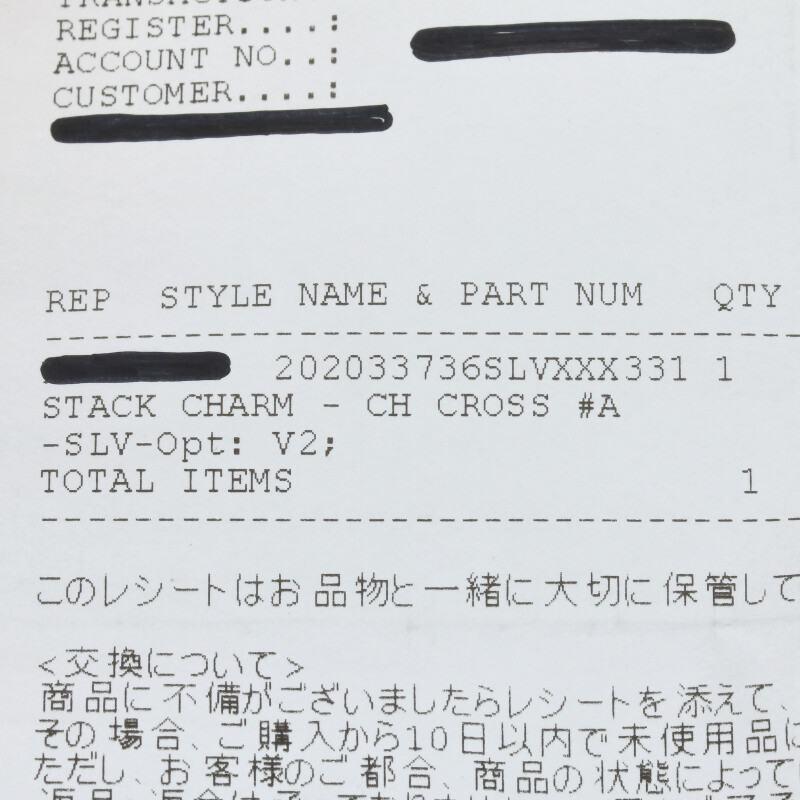 REGISTER....:
ACCOUNT NO..:
CUSTOMER....:
REP STYLE NAME & PART NUM QTY
202033736SLVXXX331 1
STACK CHARM - CH CROSS #A
-SLV-Opt: V2;
TOTAL ITEMS 1
このレシートはお品物と一緒に大切に保管して
<交換について>
商品に不備がございましたらレシートを添えて、
その場合、ご購入から10日以内で未使用品に
ただし、お客様のご都合、商品の状態によって